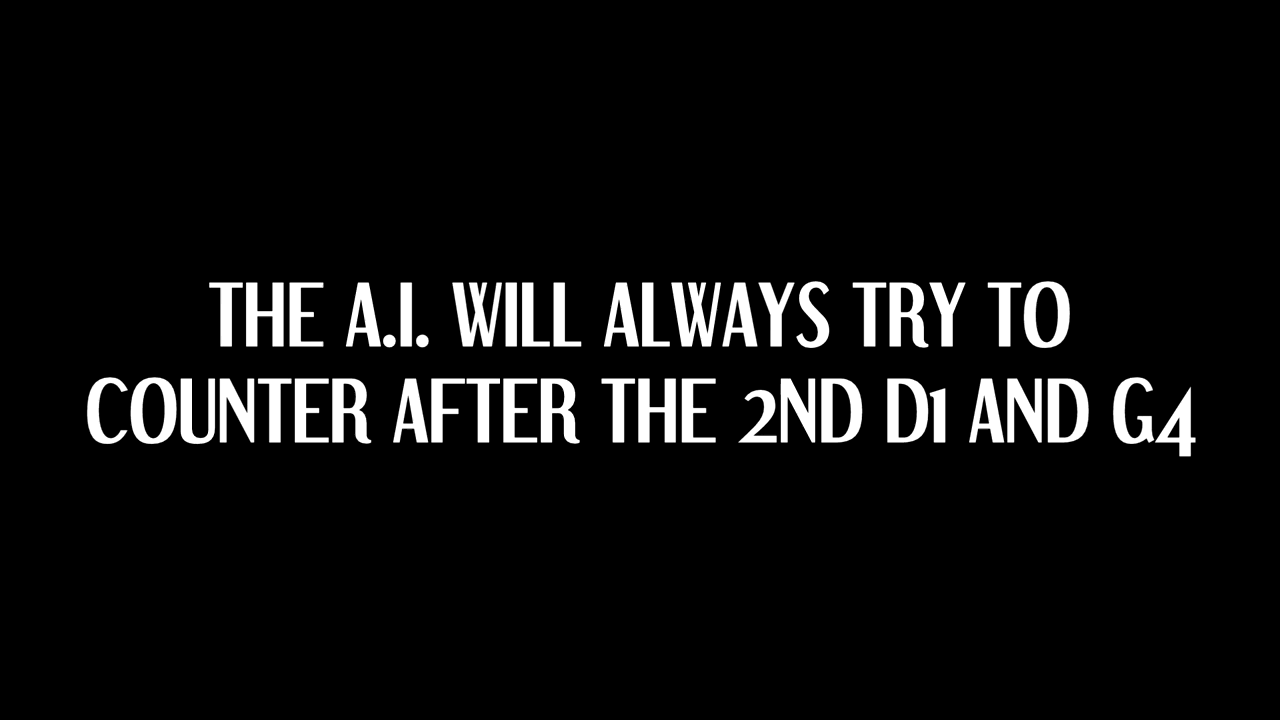 THE A.I. WILL ALWAYS TRY TO
COUNTER AFTER THE 2ND D1 AND G4